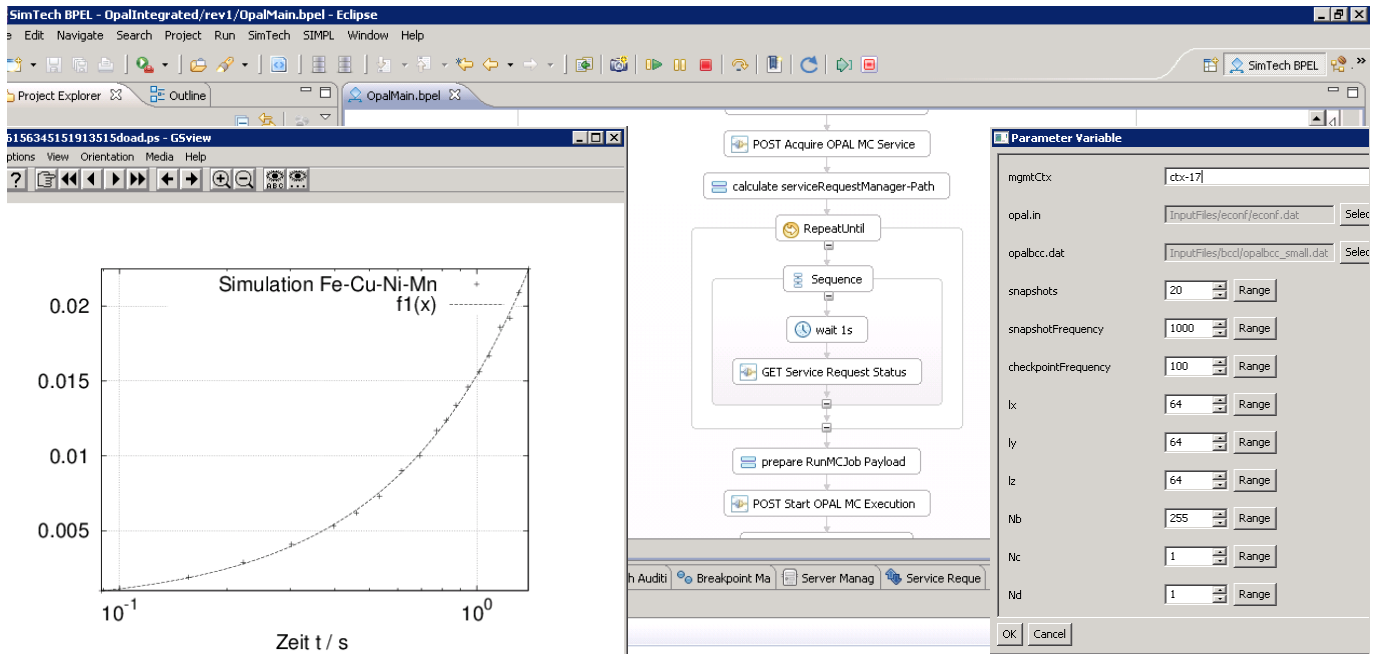 SimTech BPEL - OpalIntegrated/rev1/OpalMain.bpel - Eclipse
Edit Navigate Search Project Run SimTech SIMPL Window Help
SimTech BPEL
Project Explorer Outline OpalMain.bpel
6156345151913515doad.ps - GSview
ptions View Orientation Media Help
ABC
Simulation Fe-Cu-Ni-Mn
f1(x)
0.02
0.015
0.01
0.005
10-1 100
Zeit t / s
POST Acquire OPAL MC Service
calculate serviceRequestManager-Path
RepeatUntil
Sequence
wait 1s
GET Service Request Status
prepare RunMCJob Payload
POST Start OPAL MC Execution
h Auditi Breakpoint Ma Server Manag Service Reque
Parameter Variable
mgmtCtx ctx-17
opal.in InputFiles/econf/econf.dat Selec
opalbcc.dat InputFiles/bccl/opalbcc_small.dat Selec
snapshots 20 Range
snapshotFrequency 1000 Range
checkpointFrequency 100 Range
lx 64 Range
ly 64 Range
lz 64 Range
Nb 255 Range
Nc 1 Range
Nd 1 Range
OK Cancel